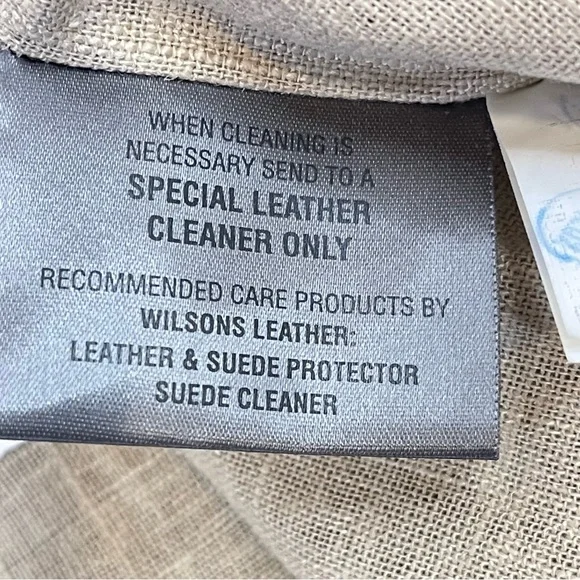 WHEN CLEANING IS
NECESSARY SEND TO A
SPECIAL LEATHER
CLEANER ONLY
RECOMMENDED CARE PRODUCTS BY
WILSONS LEATHER:
LEATHER & SUEDE PROTECTOR
SUEDE CLEANER